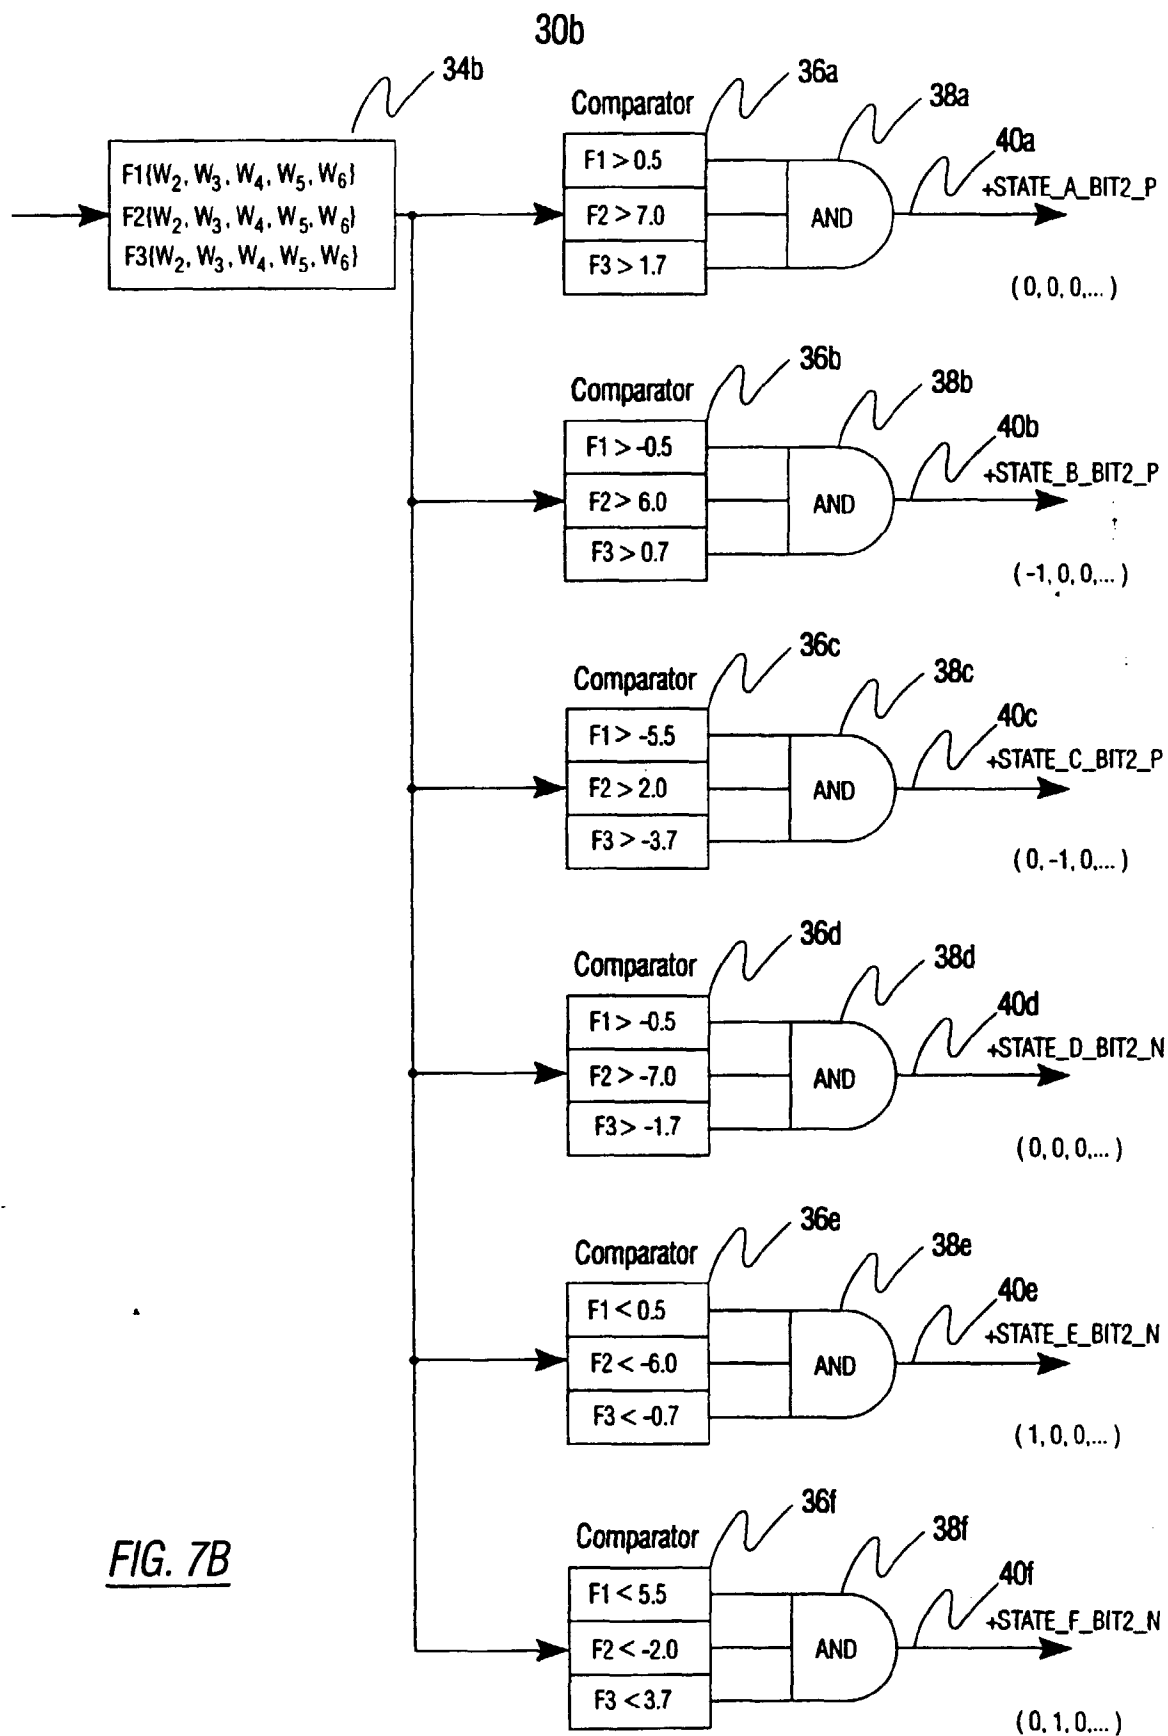 30b
34b
F1{W2, W3, W4, W5, W6}
F2{W2, W3, W4, W5, W6}
F3{W2, W3, W4, W5, W6}
36a
Comparator
F1 > 0.5
F2 > 7.0
F3 > 1.7
38a
AND
40a
+STATE_A_BIT2_P
(0, 0, 0,...)
36b
Comparator
F1 > -0.5
F2 > 6.0
F3 > 0.7
38b
AND
40b
+STATE_B_BIT2_P
(-1, 0, 0,...)
36c
Comparator
F1 > -5.5
F2 > 2.0
F3 > -3.7
38c
AND
40c
+STATE_C_BIT2_P
(0, -1, 0,...)
36d
Comparator
F1 > -0.5
F2 > -7.0
F3 > -1.7
38d
AND
40d
+STATE_D_BIT2_N
(0, 0, 0,...)
36e
Comparator
F1 < 0.5
F2 < -6.0
F3 < -0.7
38e
AND
40e
+STATE_E_BIT2_N
(1, 0, 0,...)
36f
Comparator
F1 < 5.5
F2 < -2.0
F3 < 3.7
38f
AND
40f
+STATE_F_BIT2_N
(0, 1, 0,...)
FIG. 7B